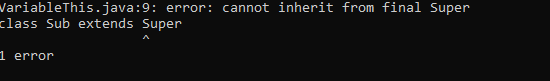 VariableThis.java:9: error: cannot inherit from final Super
class Sub extends Super
^
1 error